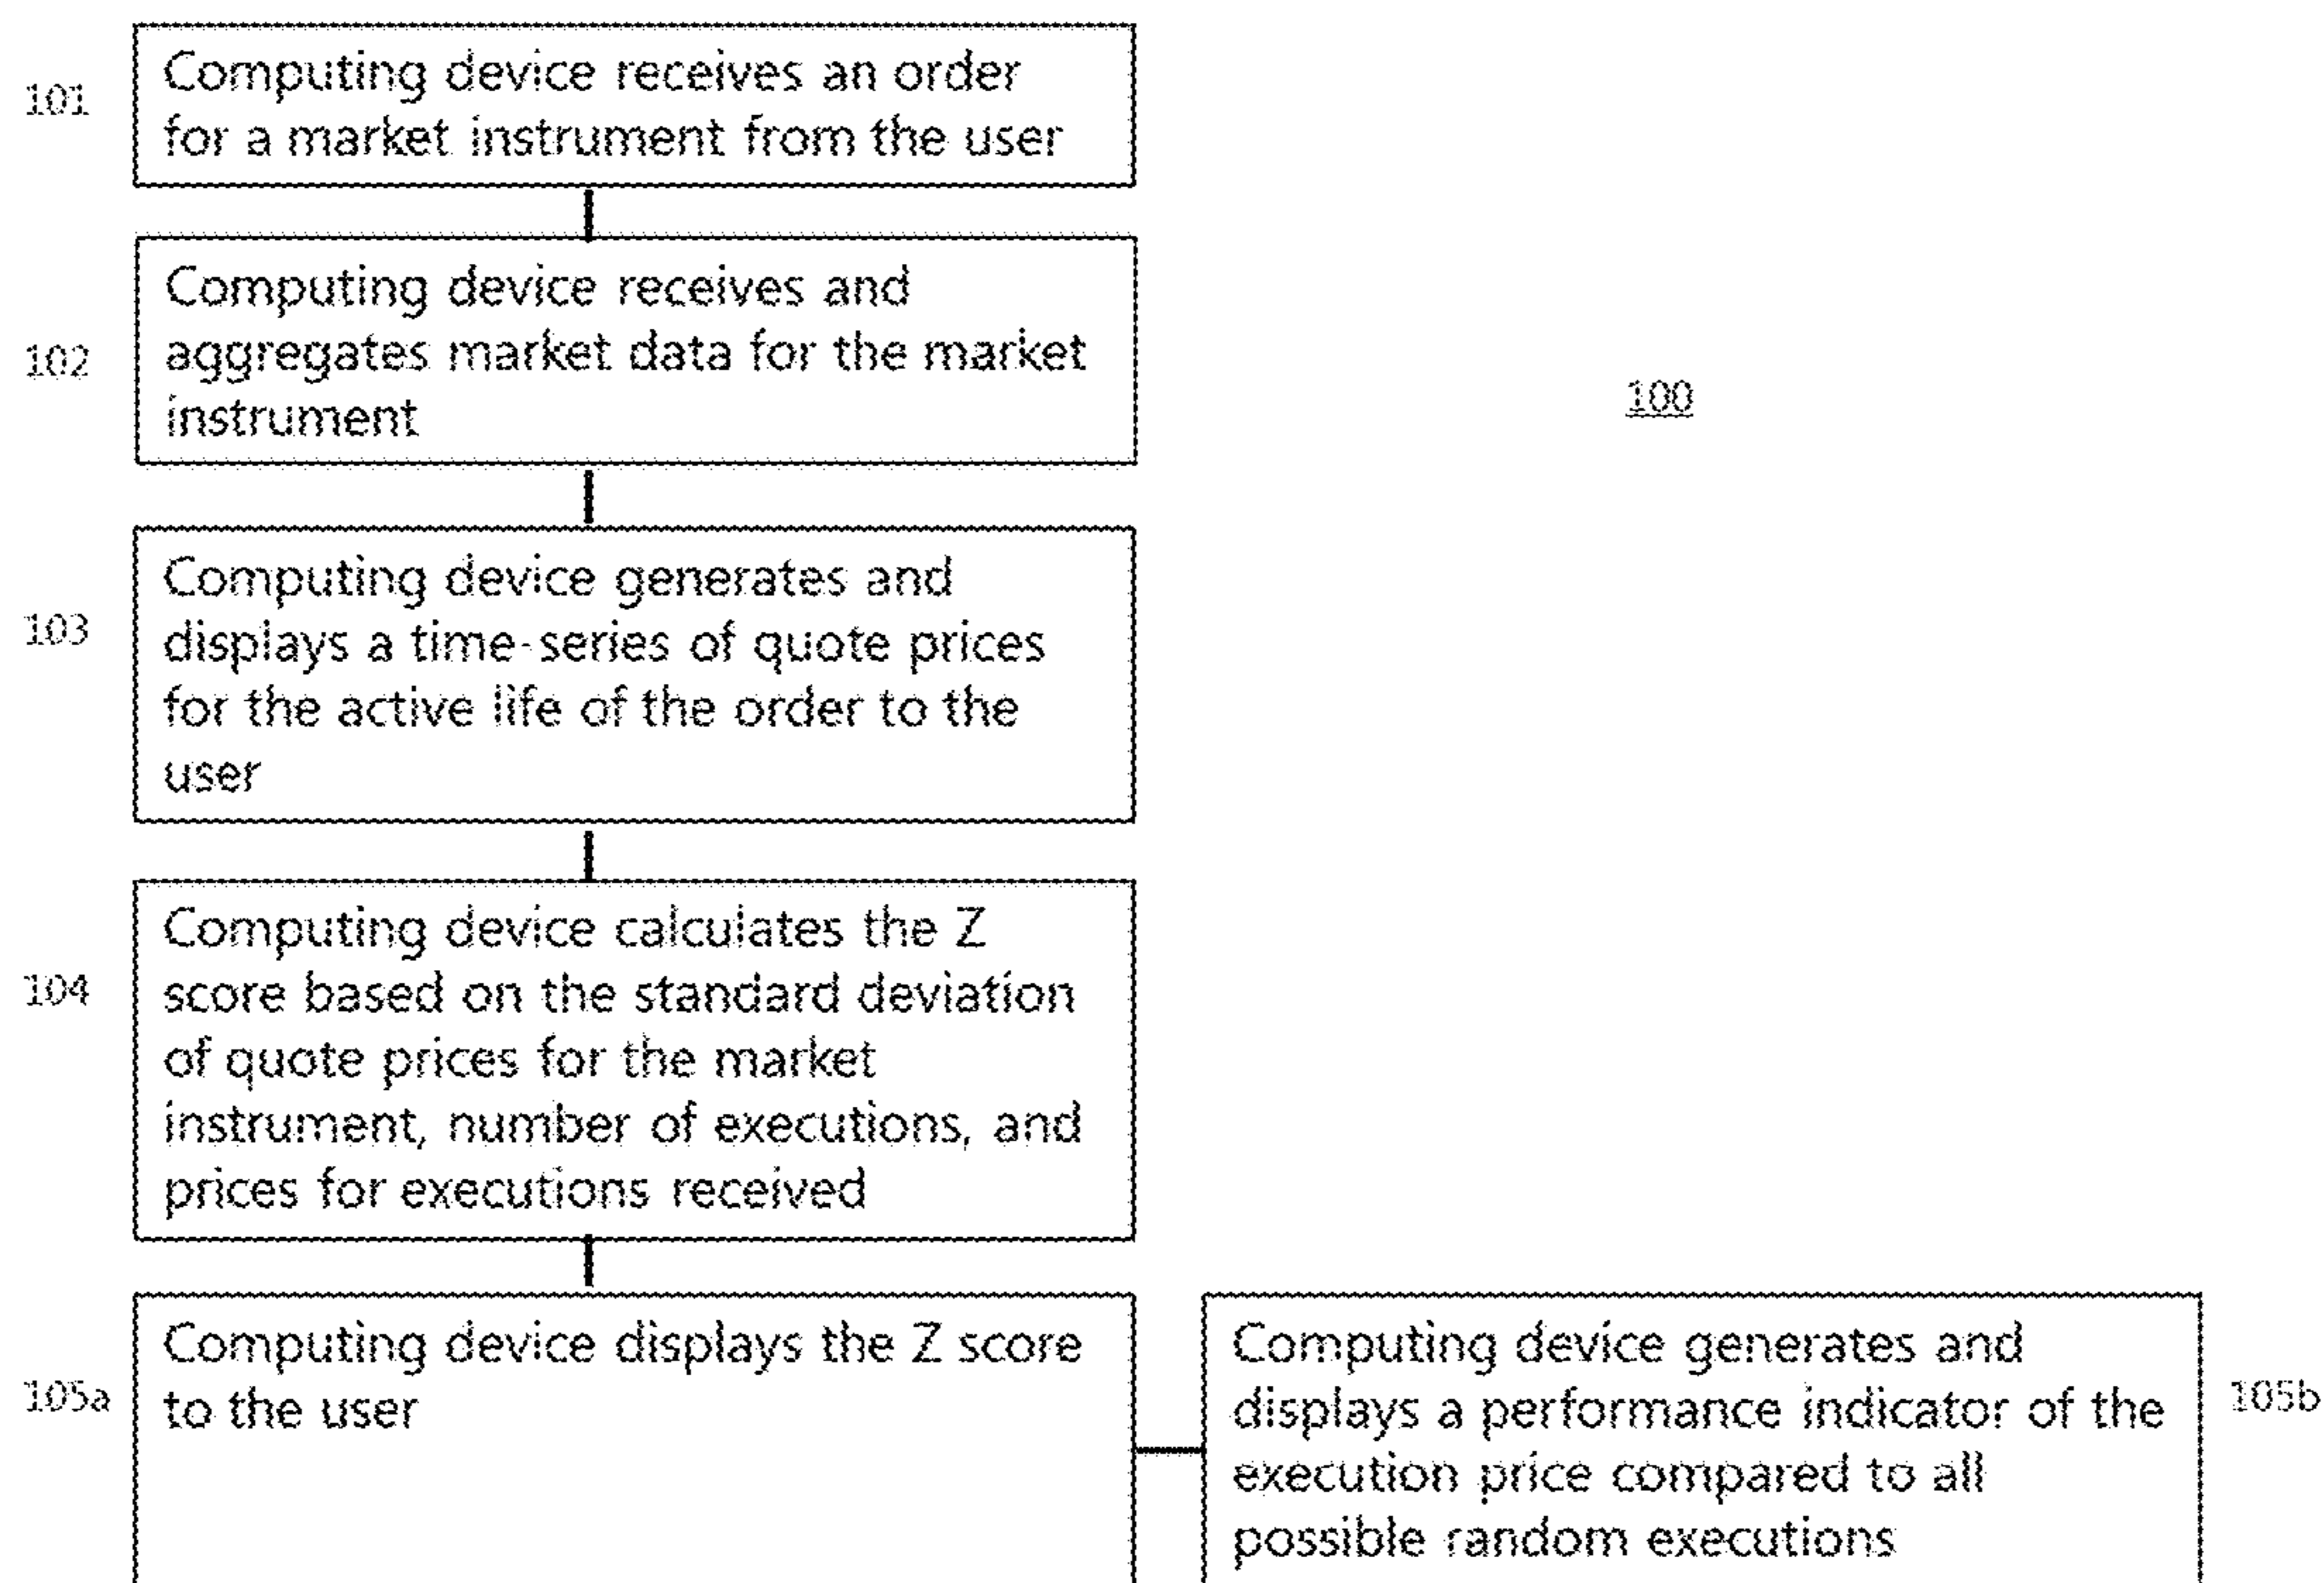 101
Computing device receives an order
for a market instrument from the user
102
Computing device receives and
aggregates market data for the market
instrument
100
103
Computing device generates and
displays a time-series of quote prices
for the active life of the order to the
user
104
Computing device calculates the Z
score based on the standard deviation
of quote prices for the market
instrument, number of executions, and
prices for executions received
105a
Computing device displays the Z score
to the user
Computing device generates and
displays a performance indicator of the
execution price compared to all
possible random executions
105b